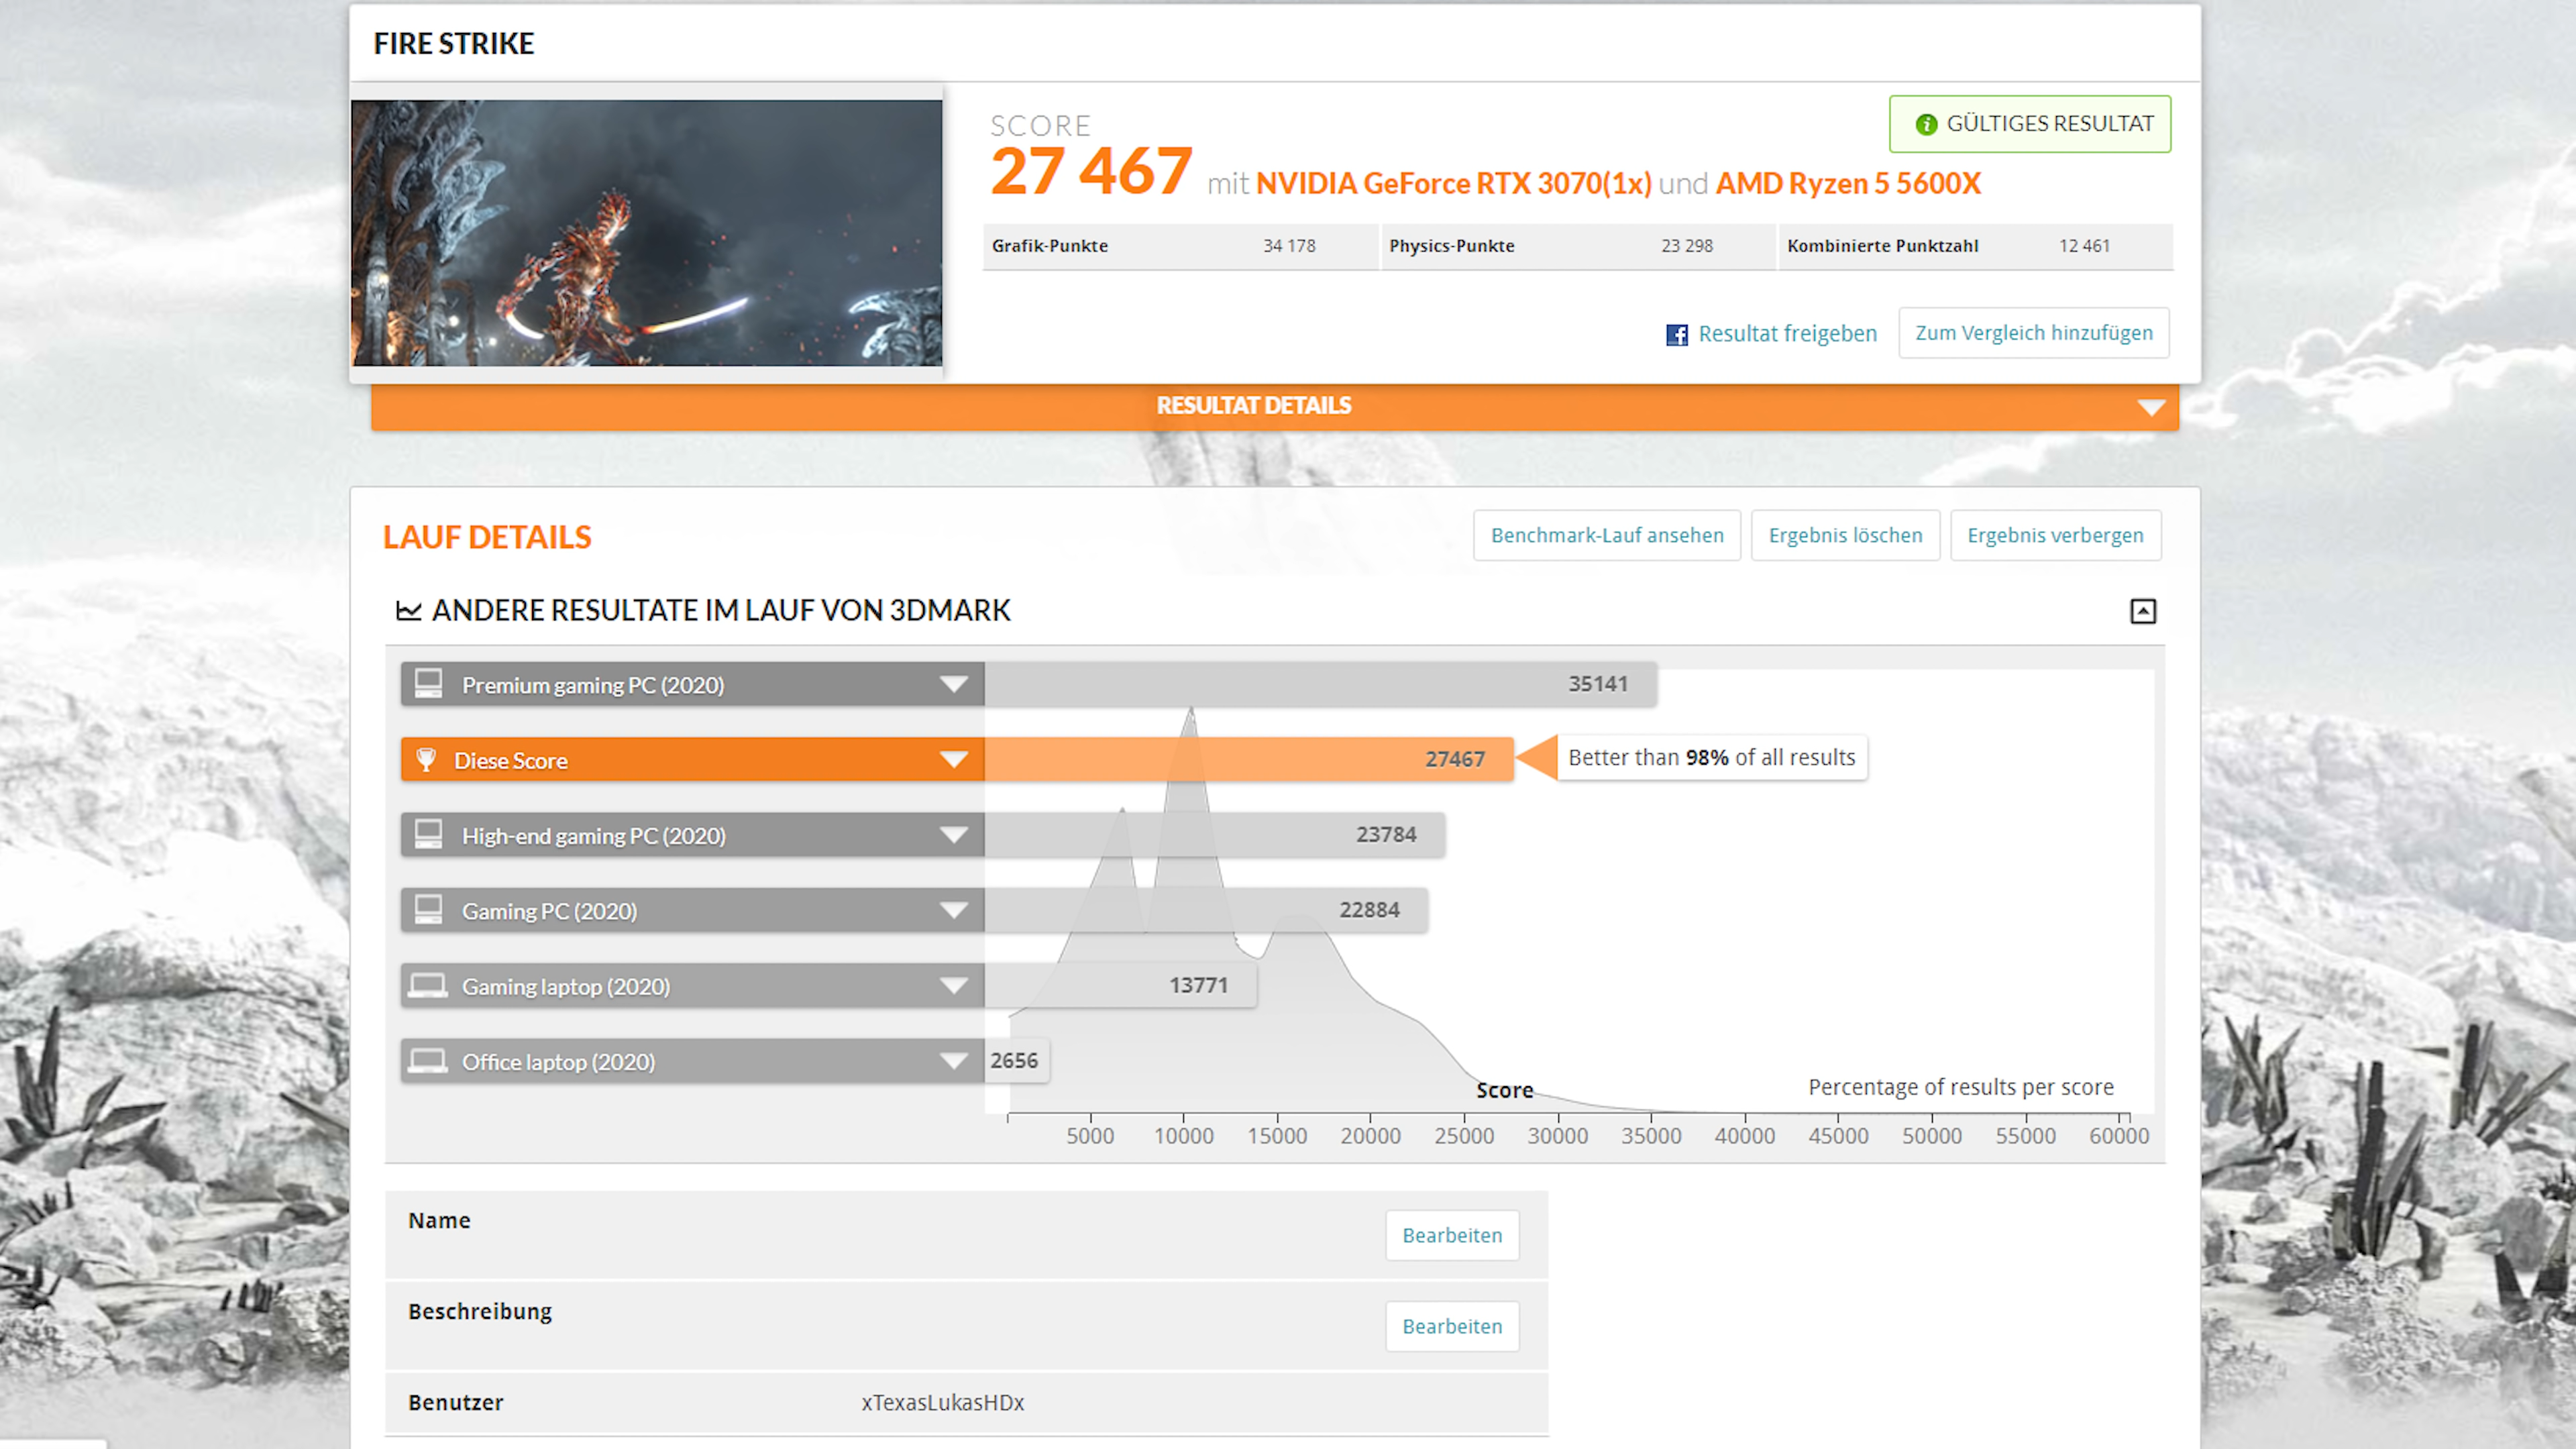 FIRE STRIKE
SCORE
GÜLTIGES RESULTAT
27 467 mit NVIDIA GeForce RTX 3070(1x) und AMD Ryzen 5 5600X
Grafik-Punkte 34 178 Physics-Punkte 23 298 Kombinierte Punktzahl 12 461
Resultat freigeben Zum Vergleich hinzufügen
RESULTAT DETAILS
LAUF DETAILS Benchmark-Lauf ansehen Ergebnis löschen Ergebnis verbergen
ANDERE RESULTATE IM LAUF VON 3DMARK
Premium gaming PC (2020) 35141
Diese Score 27467 Better than 98% of all results
High-end gaming PC (2020) 23784
Gaming PC (2020) 22884
Gaming laptop (2020) 13771
Office laptop (2020) 2656
Score Percentage of results per score
5000 10000 15000 20000 25000 30000 35000 40000 45000 50000 55000 60000
Name Bearbeiten
Beschreibung Bearbeiten
Benutzer xTexasLukasHDx